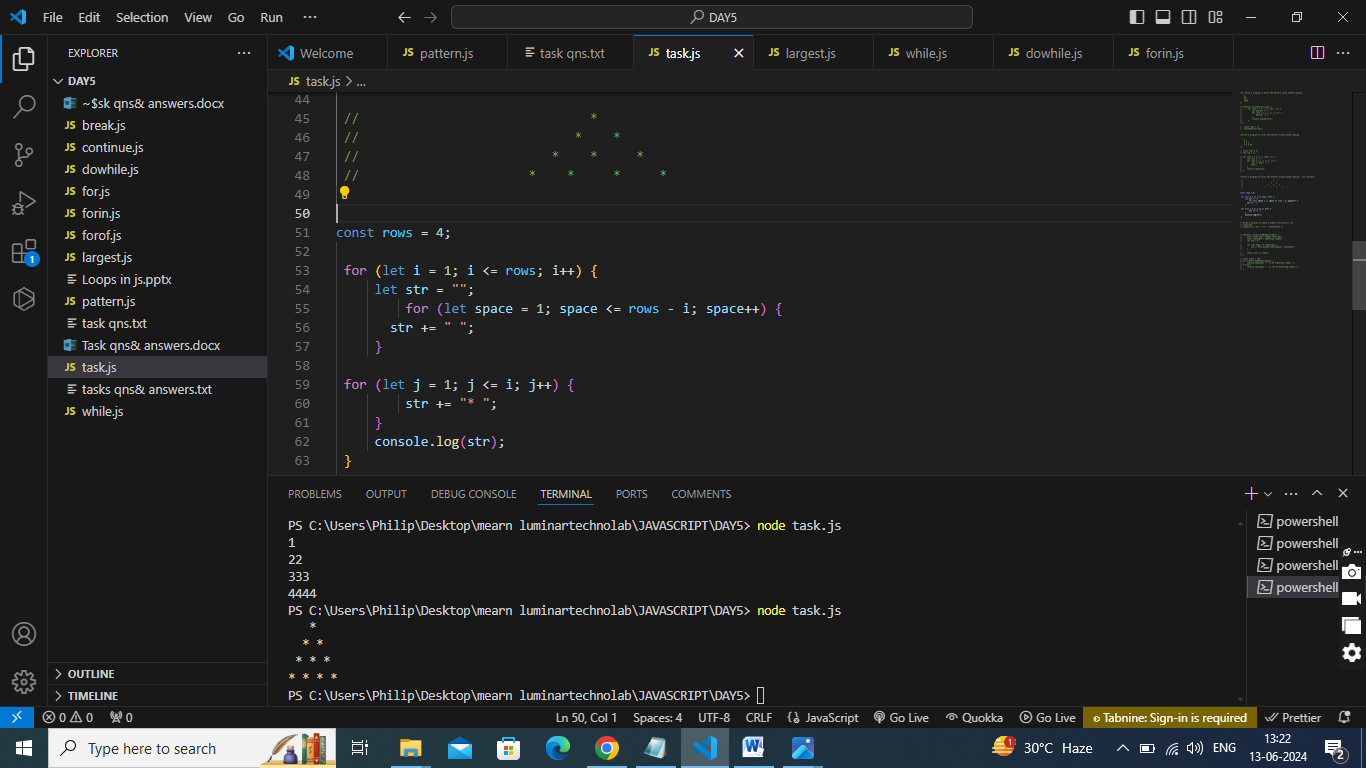 File Edit Selection View Go Run ··· DAY5
EXPLORER ···
DAY5
~$sk qns& answers.docx
JS break.js
JS continue.js
JS dowhile.js
JS for.js
JS forin.js
JS forof.js
JS largest.js
Loops in js.pptx
JS pattern.js
task qns.txt
Task qns& answers.docx
JS task.js
tasks qns& answers.txt
JS while.js
OUTLINE
TIMELINE
Welcome JS pattern.js task qns.txt JS task.js JS largest.js JS while.js JS dowhile.js JS forin.js ···
JS task.js > ...
44
45 // *
46 // * *
47 // * * *
48 // * * * *
49
50
51 const rows = 4;
52
53 for (let i = 1; i <= rows; i++) {
54 let str = "";
55 for (let space = 1; space <= rows - i; space++) {
56 str += " ";
57 }
58
59 for (let j = 1; j <= i; j++) {
60 str += "* ";
61 }
62 console.log(str);
63 }
PROBLEMS OUTPUT DEBUG CONSOLE TERMINAL PORTS COMMENTS
PS C:\Users\Philip\Desktop\mearn luminartechnolab\JAVASCRIPT\DAY5> node task.js
1
22
333
4444
PS C:\Users\Philip\Desktop\mearn luminartechnolab\JAVASCRIPT\DAY5> node task.js
*
* *
* * *
* * * *
PS C:\Users\Philip\Desktop\mearn luminartechnolab\JAVASCRIPT\DAY5>
powershell
powershell
powershell
powershell
1
0 0 0 Ln 50, Col 1 Spaces: 4 UTF-8 CRLF {} JavaScript Go Live Quokka Go Live Tabnine: Sign-in is required Prettier
Type here to search 1 30°C Haze ENG 13:22
13-06-2024 2